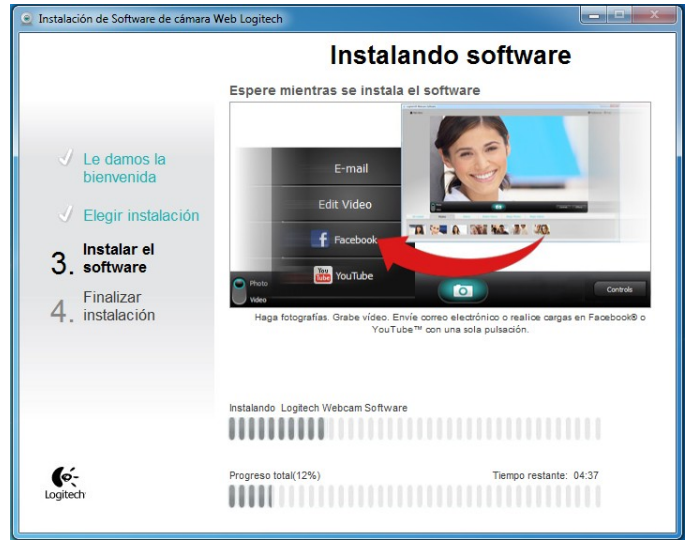 Instalación de Software de cámara Web Logitech
Instalando software
Espere mientras se instala el software
Le damos la
bienvenida
Elegir instalación
3. Instalar el
software
4. Finalizar
instalación
E-mail
Edit Video
f Facebook
You Tube YouTube
Photo
Video
Controls
Haga fotografías. Grabe vídeo. Envíe correo electrónico o realice cargas en Facebook® o
YouTube™ con una sola pulsación.
Instalando Logitech Webcam Software
Progreso total(12%) Tiempo restante: 04:37
Logitech